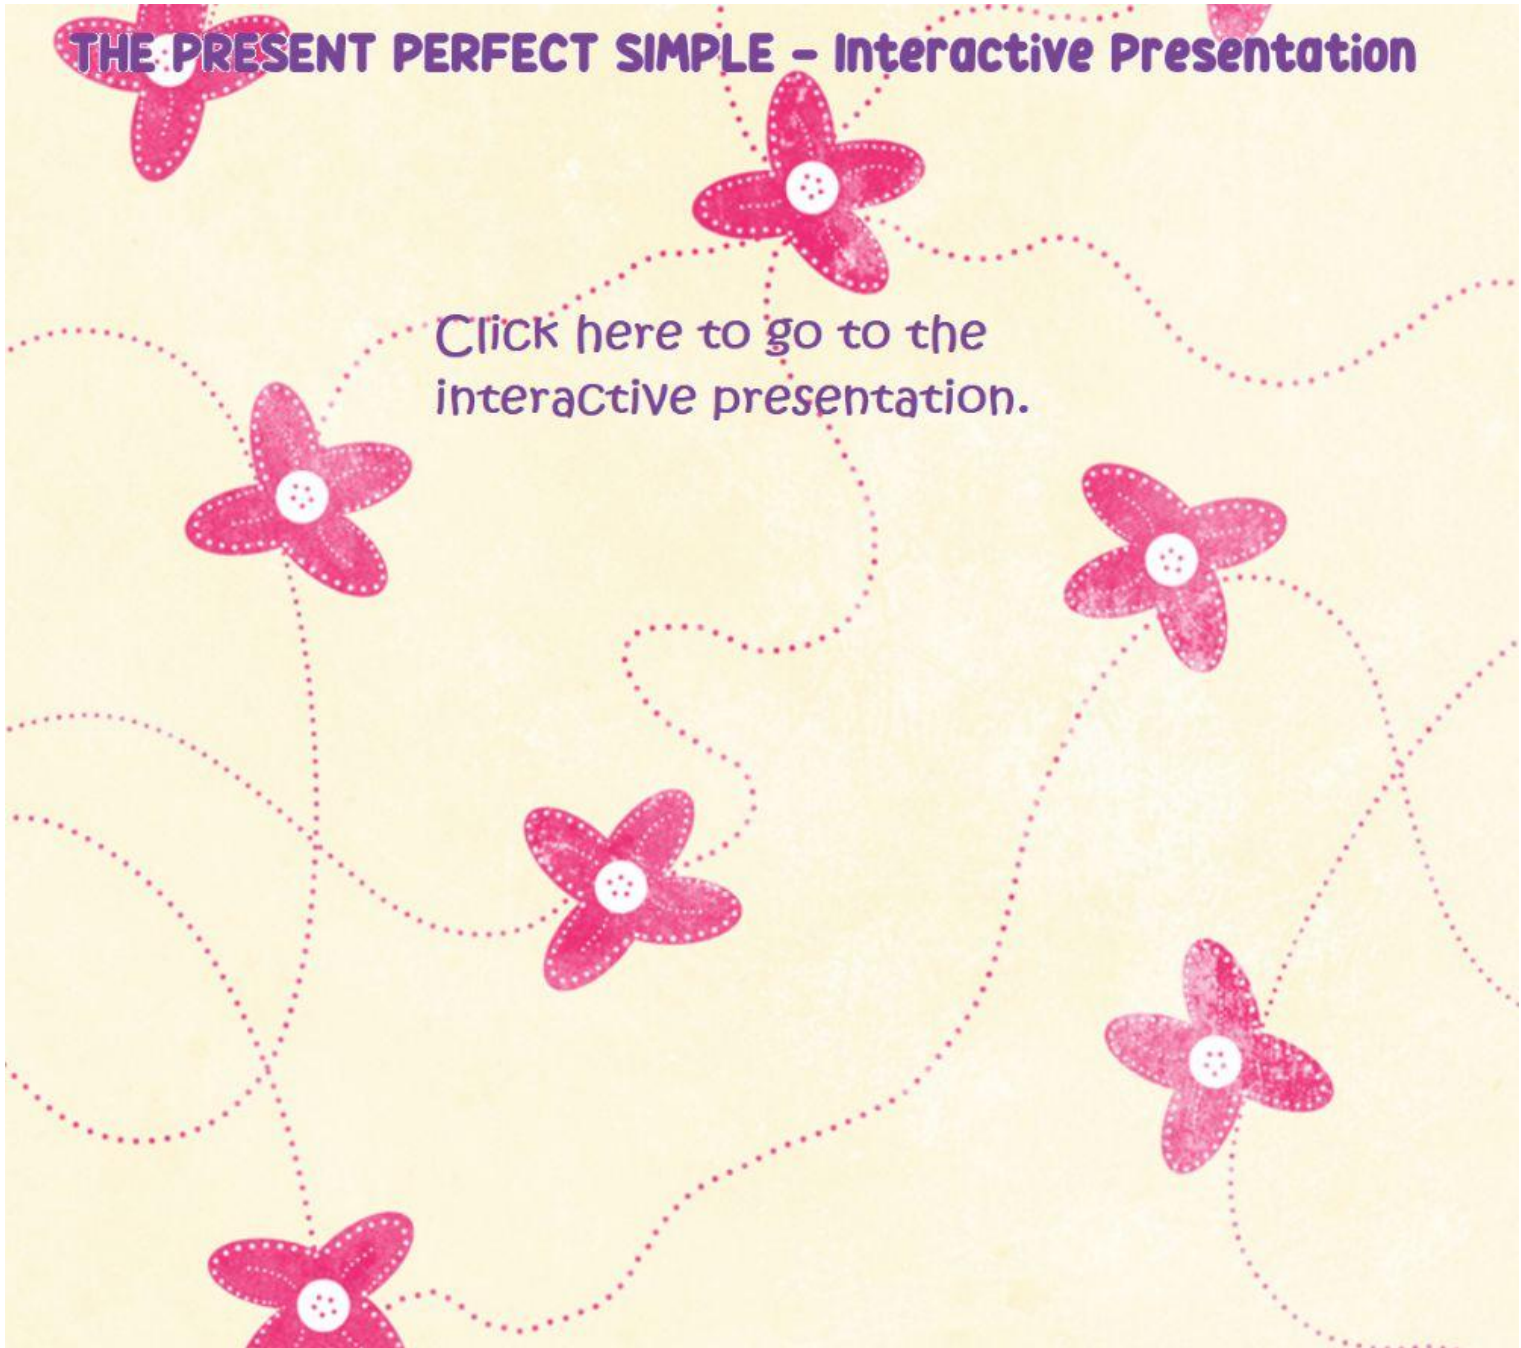 THE PRESENT PERFECT SIMPLE – Interactive Presentation
Click here to go to the
interactive presentation.